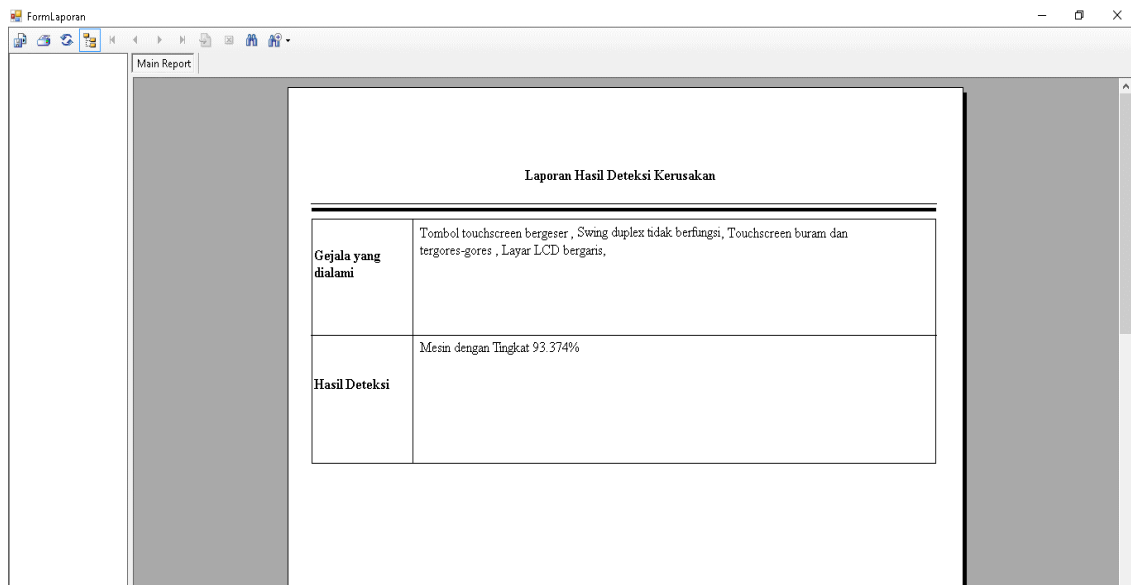 FormLaporan
Main Report
Laporan Hasil Deteksi Kerusakan
Gejala yang
dialami
Tombol touchscreen bergeser , Swing duplex tidak berfungsi, Touchscreen buram dan
tergores-gores , Layar LCD bergaris,
Hasil Deteksi
Mesin dengan Tingkat 93.374%